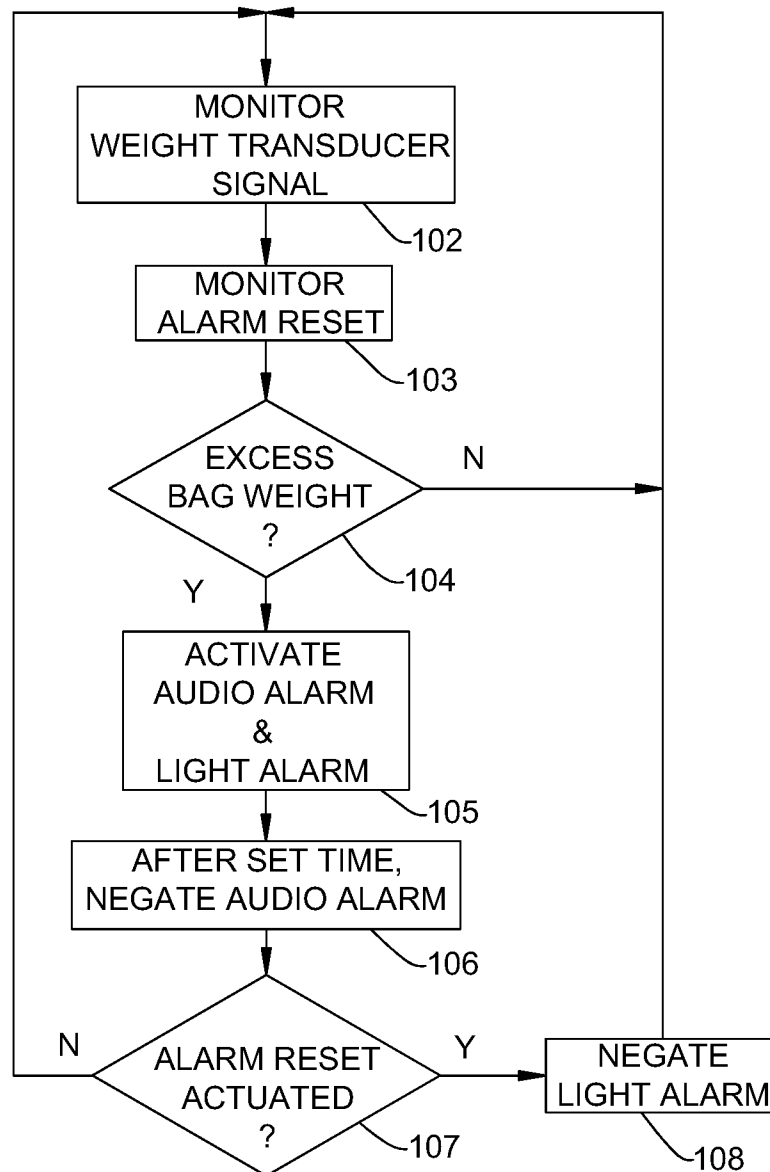 MONITOR
WEIGHT TRANSDUCER
SIGNAL
102
MONITOR
ALARM RESET
103
EXCESS
BAG WEIGHT
?
N
104
Y
ACTIVATE
AUDIO ALARM
&
LIGHT ALARM
105
AFTER SET TIME,
NEGATE AUDIO ALARM
106
N
ALARM RESET
ACTUATED
?
Y
107
NEGATE
LIGHT ALARM
108